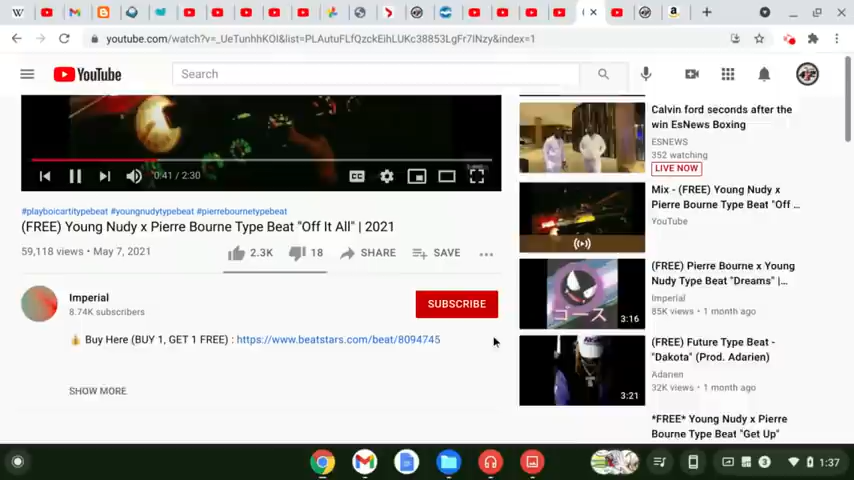 youtube.com/watch?v=_UeTunhhKOI&list=PLAutuFLfQzckEihLUKc38853LgFr7INzy&index=1
YouTube
Search
0:41 / 2:30
#playboicartitypebeat #youngnudytypebeat #pierrebournetypebeat
(FREE) Young Nudy x Pierre Bourne Type Beat "Off It All" | 2021
59,118 views • May 7, 2021
2.3K
18
SHARE
SAVE
Imperial
8.74K subscribers
SUBSCRIBE
Buy Here (BUY 1, GET 1 FREE) : https://www.beatstars.com/beat/8094745
SHOW MORE
Calvin ford seconds after the
win EsNews Boxing
ESNEWS
352 watching
LIVE NOW
Mix - (FREE) Young Nudy x
Pierre Bourne Type Beat "Off ...
YouTube
(FREE) Pierre Bourne x Young
Nudy Type Beat "Dreams" |...
Imperial
85K views • 1 month ago
ゴース
3:16
(FREE) Future Type Beat -
"Dakota" (Prod. Adarien)
Adarien
32K views • 1 month ago
3:21
*FREE* Young Nudy x Pierre
Bourne Type Beat "Get Up"
3
1:37